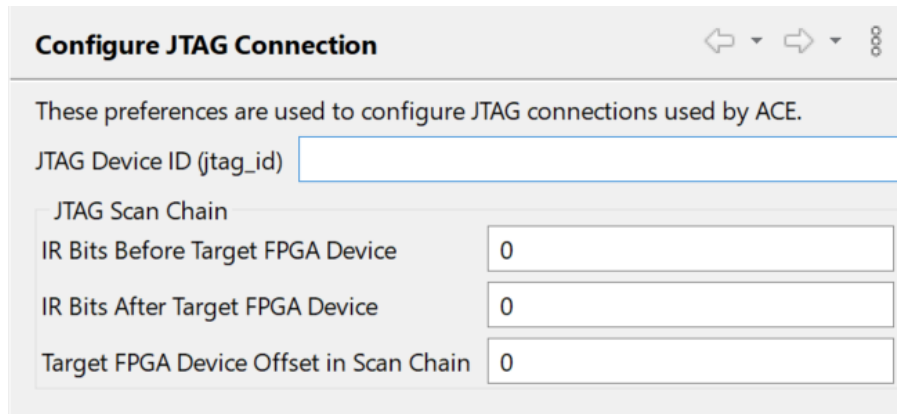 Configure JTAG Connection
These preferences are used to configure JTAG connections used by ACE.
JTAG Device ID (jtag_id)
JTAG Scan Chain
IR Bits Before Target FPGA Device 0
IR Bits After Target FPGA Device 0
Target FPGA Device Offset in Scan Chain 0